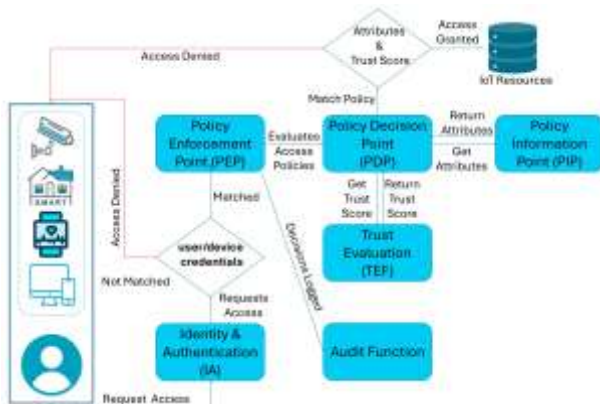 Attributes
&
Trust Score
Access
Granted
IoT Resources
Access Denied
Match Policy
Policy
Enforcement
Point (PEP)
Evaluates
Access
Policies
Policy Decision
Point
(PDP)
Return
Attributes
Get
Attributes
Policy
Information
Point (PIP)
SMART
Access Denied
Matched
Get
Trust
Score
Return
Trust
Score
user/device
credentials
Trust
Evaluation
(TEF)
Decisions Logged
Not Matched
Requests
Access
Identity &
Authentication
(IA)
Audit Function
Request Access